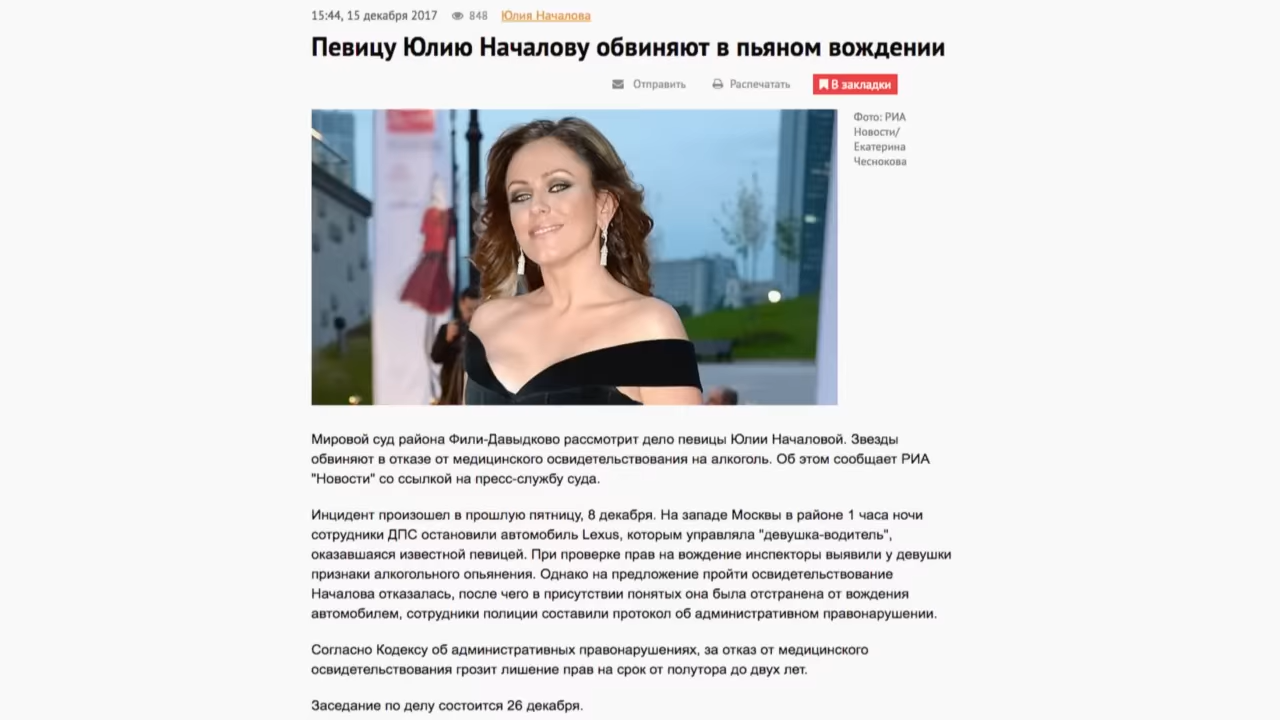 15:44, 15 декабря 2017 848 Юлия Началова
Певицу Юлию Началову обвиняют в пьяном вождении
Отправить Распечатать В закладки
Фото: РИА
Новости/
Екатерина
Чеснокова
Мировой суд района Фили-Давыдково рассмотрит дело певицы Юлии Началовой. Звезды
обвиняют в отказе от медицинского освидетельствования на алкоголь. Об этом сообщает РИА
"Новости" со ссылкой на пресс-службу суда.
Инцидент произошел в прошлую пятницу, 8 декабря. На западе Москвы в районе 1 часа ночи
сотрудники ДПС остановили автомобиль Lexus, которым управляла "девушка-водитель",
оказавшаяся известной певицей. При проверке прав на вождение инспекторы выявили у девушки
признаки алкогольного опьянения. Однако на предложение пройти освидетельствование
Началова отказалась, после чего в присутствии понятых она была отстранена от вождения
автомобилем, сотрудники полиции составили протокол об административном правонарушении.
Согласно Кодексу об административных правонарушениях, за отказ от медицинского
освидетельствования грозит лишение прав на срок от полутора до двух лет.
Заседание по делу состоится 26 декабря.